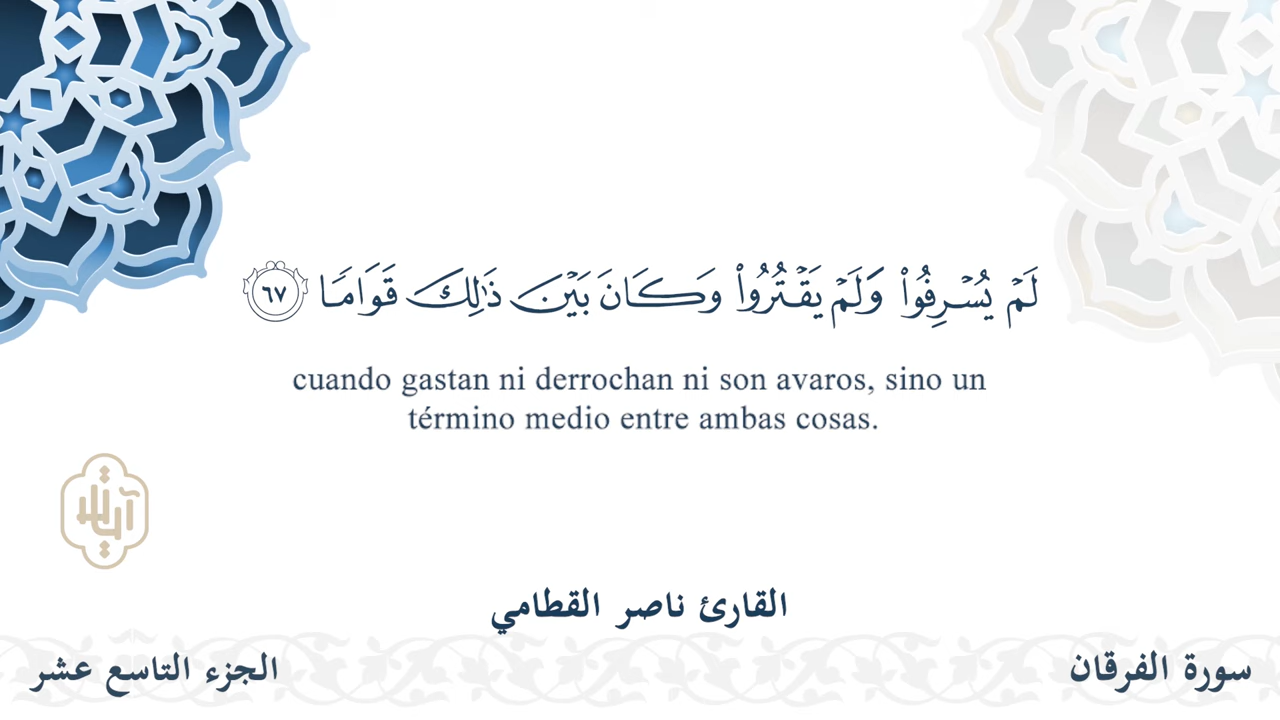 لَمْ يُسْرِفُوا۟ وَلَمْ يَقْتُرُوا۟ وَكَانَ بَيْنَ ذَٰلِكَ قَوَامًا ٦٧
cuando gastan ni derrochan ni son avaros, sino un
término medio entre ambas cosas.
القارئ ناصر القطامي
سورة الفرقان
الجزء التاسع عشر